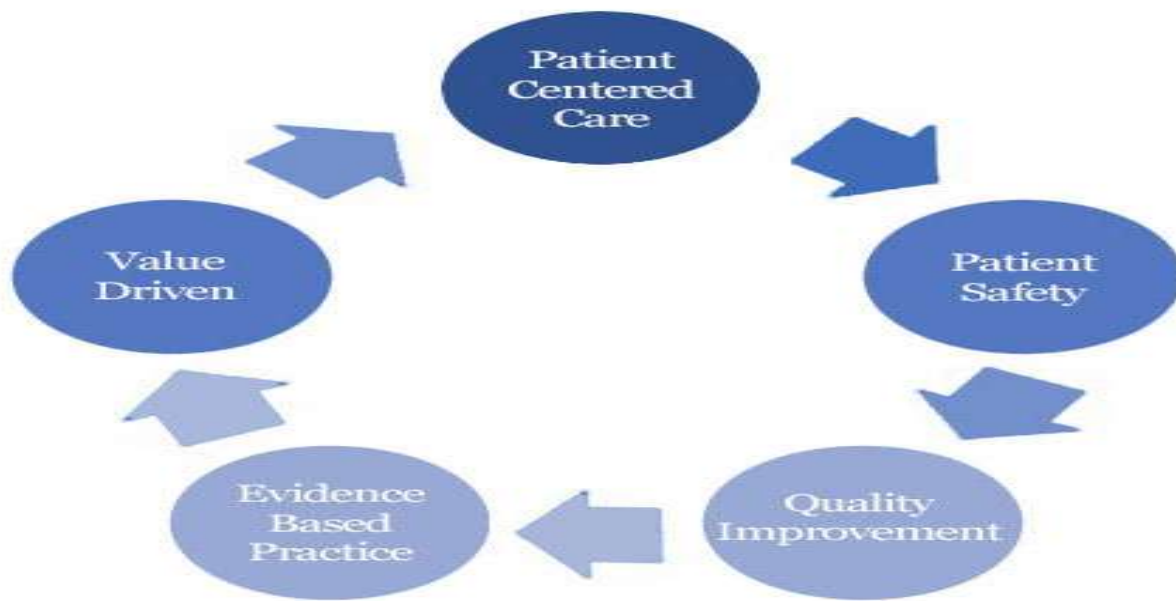 Patient
Centered
Care
Patient
Safety
Quality
Improvement
Evidence
Based
Practice
Value
Driven